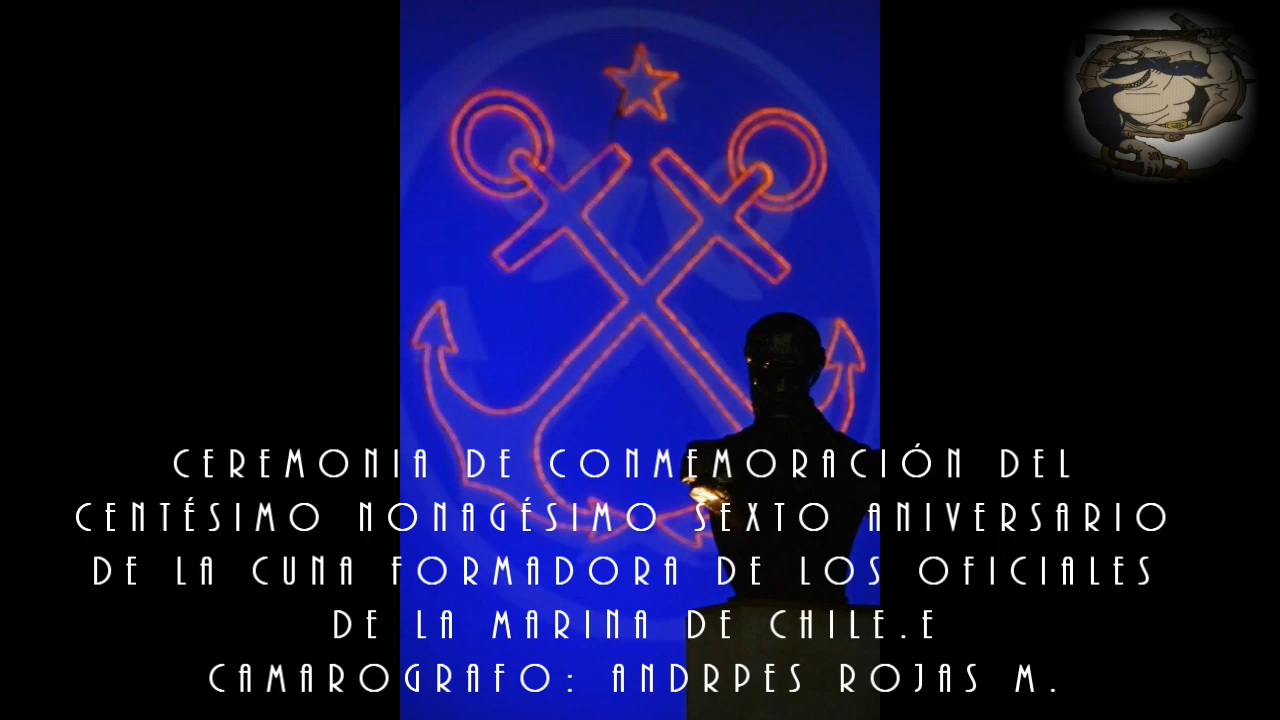 CEREMONIA DE CONMEMORACIÓN DEL
CENTÉSIMO NONAGÉSIMO SEXTO ANIVERSARIO
DE LA CUNA FORMADORA DE LOS OFICIALES
DE LA MARINA DE CHILE.E
CAMAROGRAFO: ANDRPES ROJAS M.